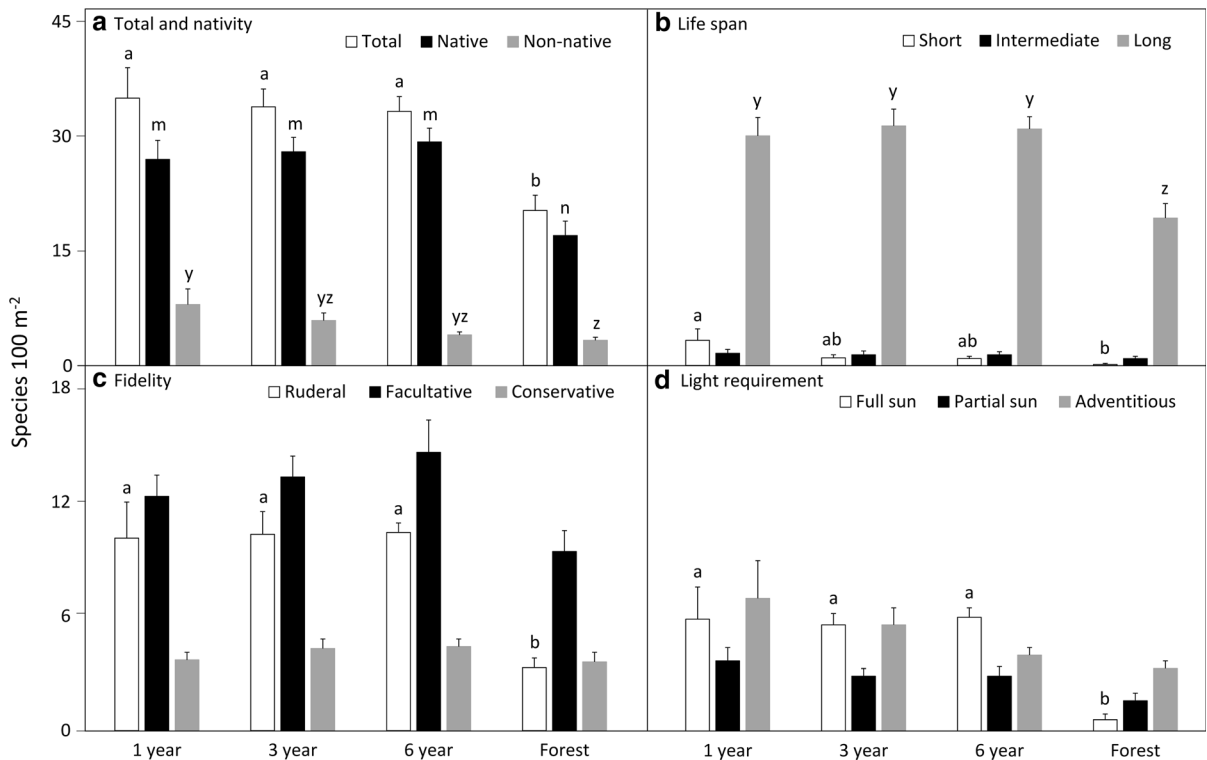 a Total and nativity
Total Native Non-native
45
30
15
0
a
m
y
a
m
yz
a
m
yz
b
n
z
b Life span
Short Intermediate Long
a
y
ab
y
ab
y
b
z
Species 100 m-2
c Fidelity
Ruderal Facultative Conservative
18
12
6
0
a
a
a
b
1 year 3 year 6 year Forest
d Light requirement
Full sun Partial sun Adventitious
a
a
a
b
1 year 3 year 6 year Forest